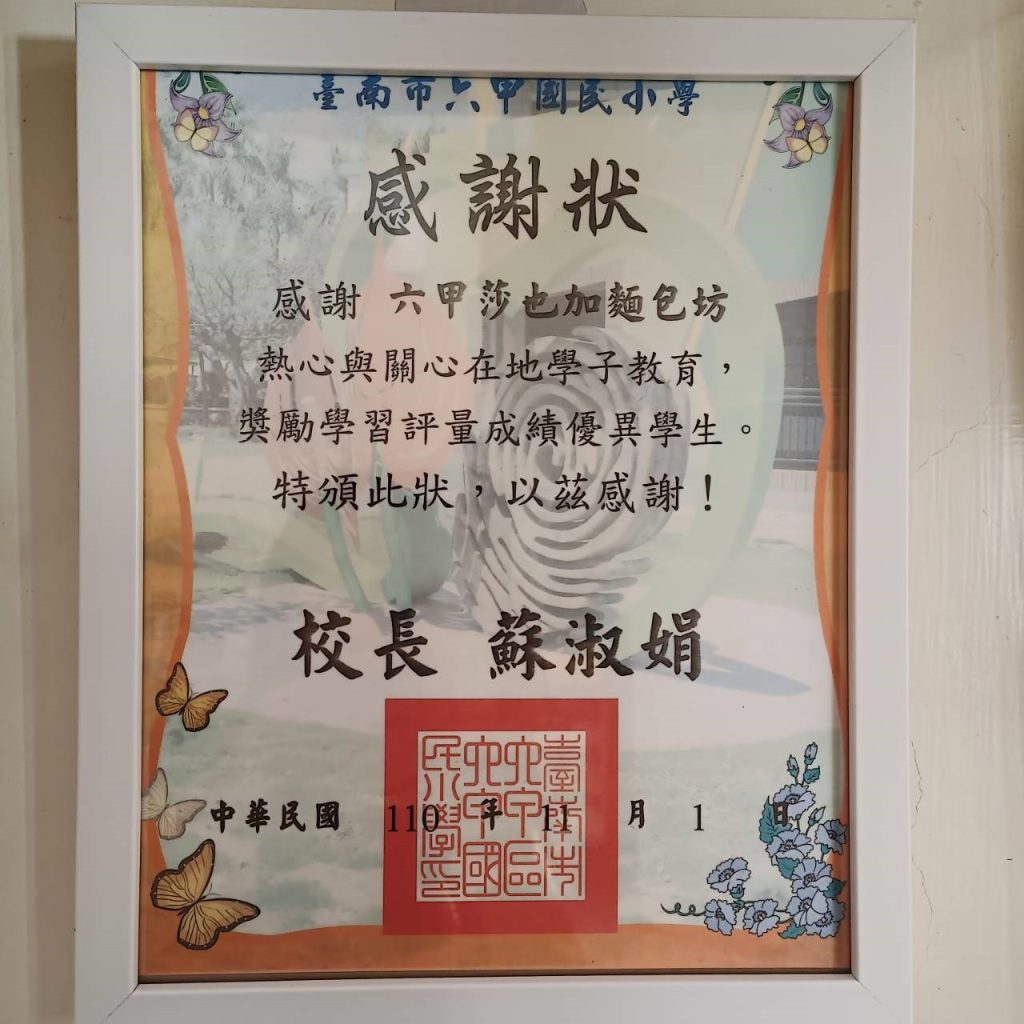 臺南市六甲國民小學
感謝狀
感謝 六甲莎也加麵包坊
熱心與關心在地學子教育，
獎勵學習評量成績優異學生。
特頒此狀，以茲感謝！
校長 蘇淑娟
中華民國 110 年 11 月 1 日
臺南市
六甲區
六甲國
民小學印